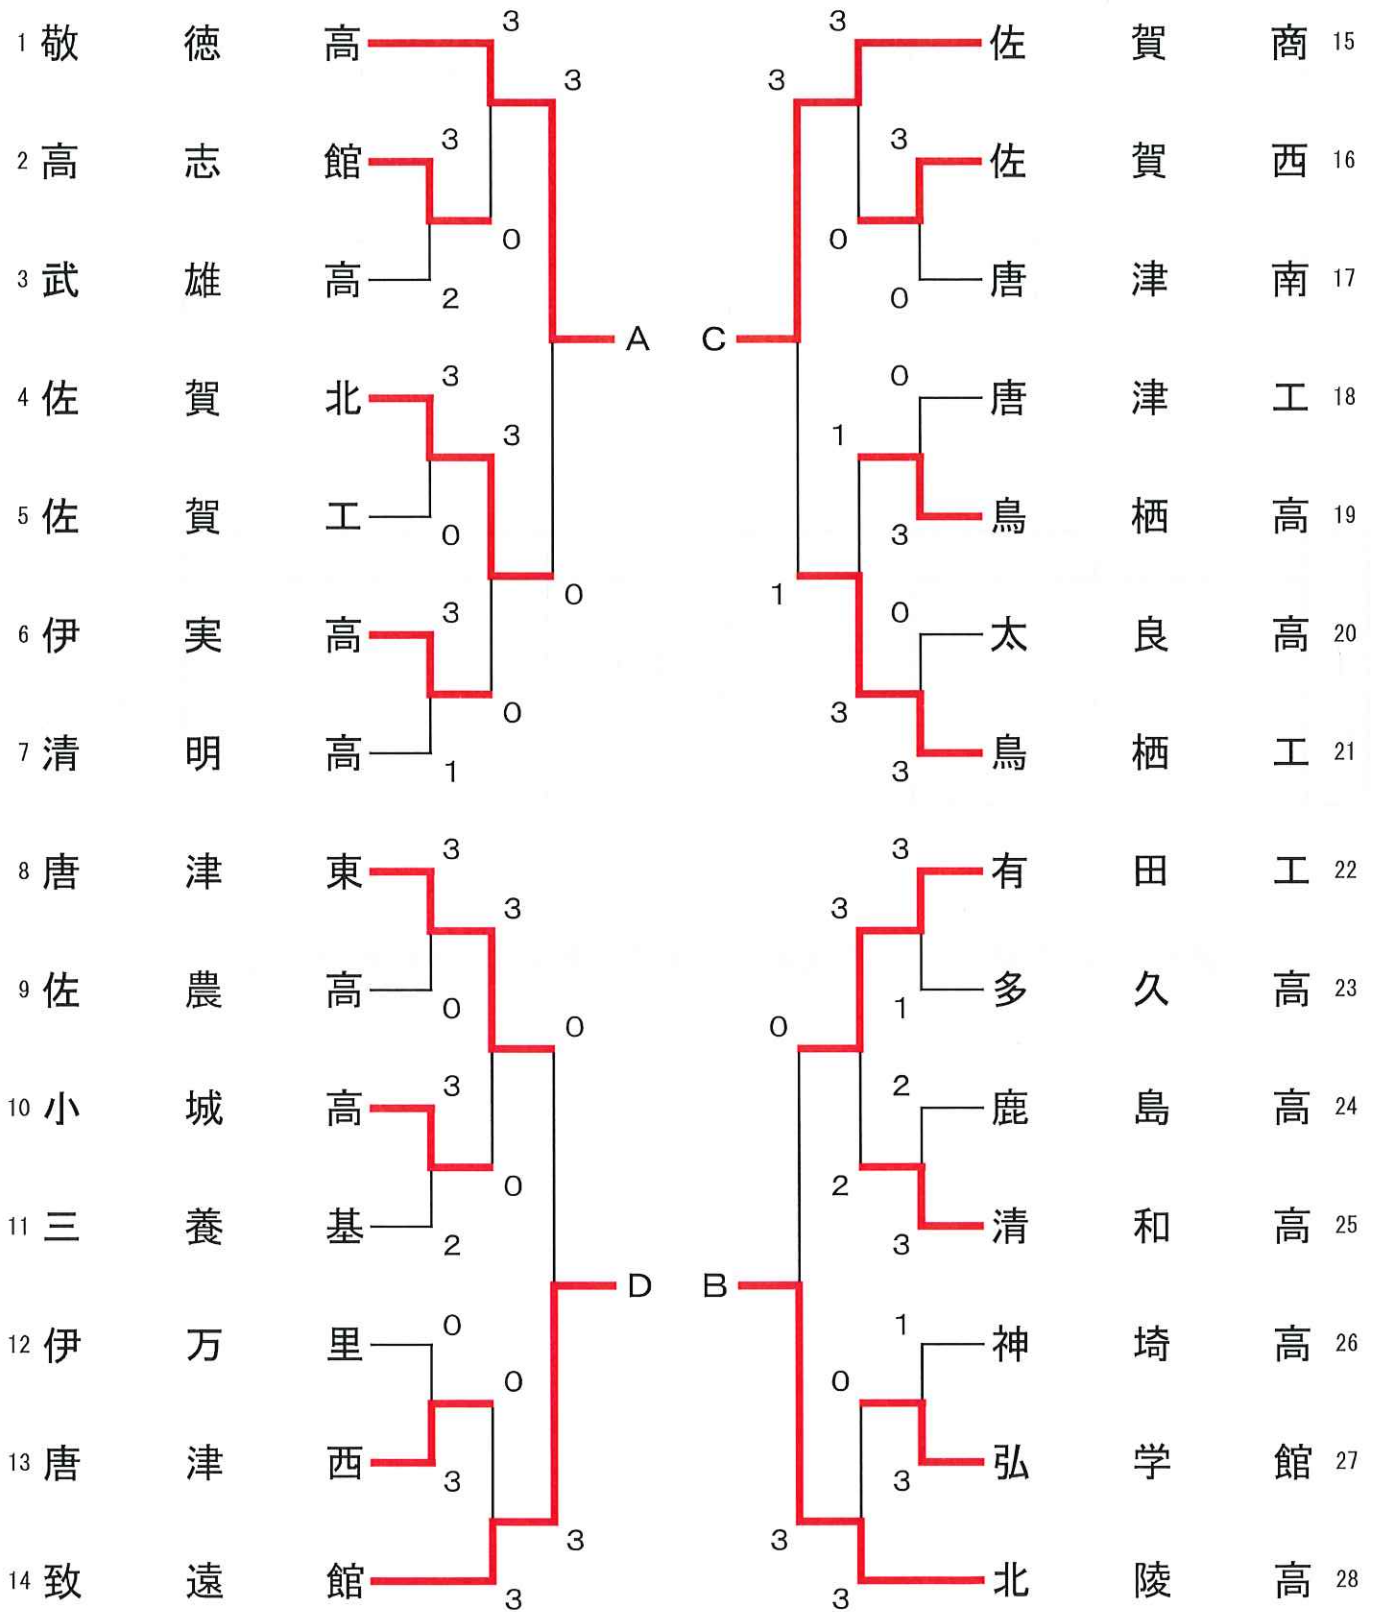 3
3
1 敬徳高
佐賀商 15
3
3
3
3
2 高志館
佐賀西 16
0
0
3 武雄高
唐津南 17
2
0
A
C
3
0
4 佐賀北
唐津工 18
3
1
5 佐賀工
鳥栖高 19
0
3
0
1
3
0
6 伊実高
太良高 20
0
3
7 清明高
鳥栖工 21
1
3
3
3
8 唐津東
有田工 22
3
3
9 佐農高
多久高 23
0
1
0
0
3
2
10 小城高
鹿島高 24
0
2
11 三養基
清和高 25
2
3
D
B
0
1
12 伊万里
神埼高 26
0
0
13 唐津西
弘学館 27
3
3
3
3
14 致遠館
北陵高 28
3
3